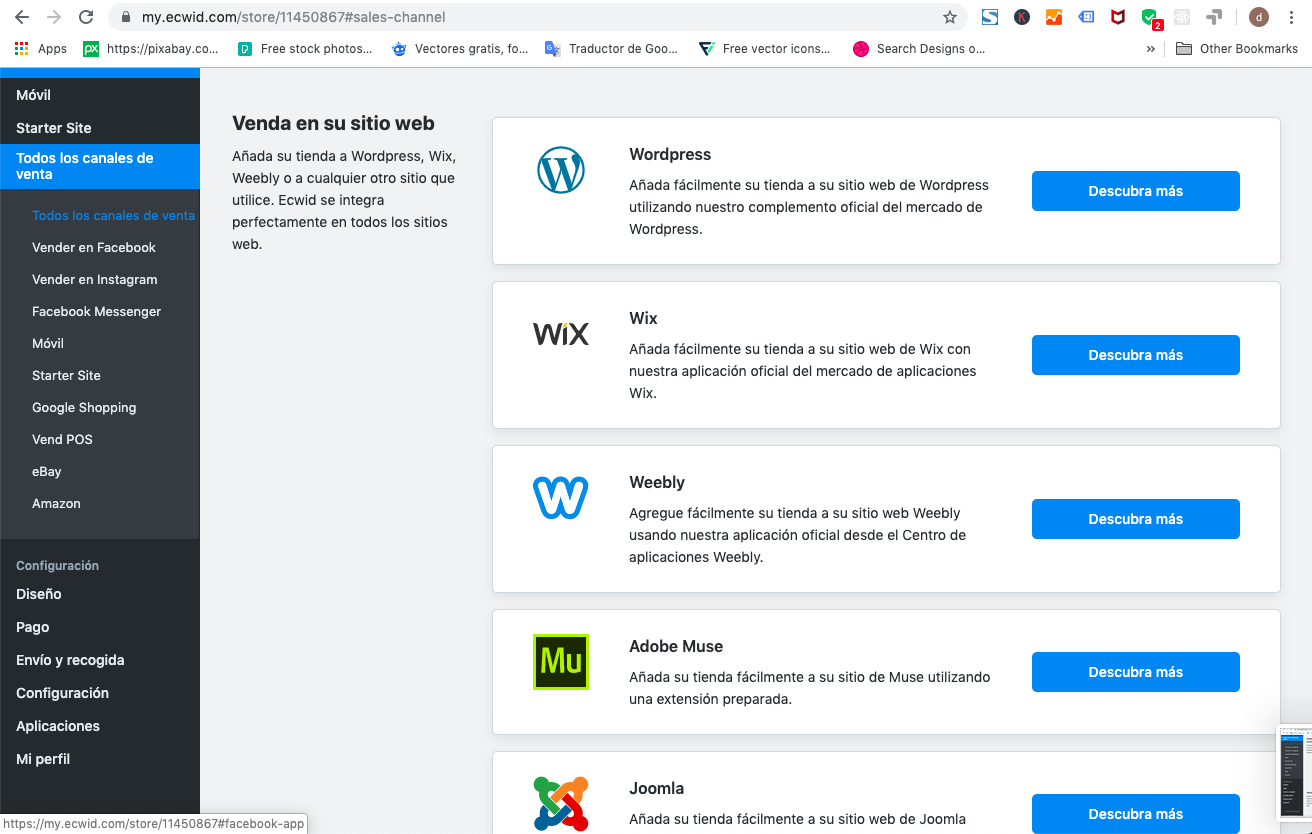 my.ecwid.com/store/11450867#sales-channel
2
d
Apps
px
https://pixabay.co...
Free stock photos...
Vectores gratis, fo...
Traductor de Goo...
Free vector icons...
Search Designs o...
»
Other Bookmarks
Móvil
Starter Site
Todos los canales de
venta
Todos los canales de venta
Vender en Facebook
Vender en Instagram
Facebook Messenger
Móvil
Starter Site
Google Shopping
Vend POS
eBay
Amazon
Configuración
Diseño
Pago
Envío y recogida
Configuración
Aplicaciones
Mi perfil
https://my.ecwid.com/store/11450867#facebook-app
Venda en su sitio web
Añada su tienda a Wordpress, Wix,
Weebly o a cualquier otro sitio que
utilice. Ecwid se integra
perfectamente en todos los sitios
web.
Wordpress
Añada fácilmente su tienda a su sitio web de Wordpress
utilizando nuestro complemento oficial del mercado de
Wordpress.
Descubra más
WiX
Wix
Añada fácilmente su tienda a su sitio web de Wix con
nuestra aplicación oficial del mercado de aplicaciones
Wix.
Descubra más
Weebly
Agregue fácilmente su tienda a su sitio web Weebly
usando nuestra aplicación oficial desde el Centro de
aplicaciones Weebly.
Descubra más
Mu
Adobe Muse
Añada su tienda fácilmente a su sitio de Muse utilizando
una extensión preparada.
Descubra más
Joomla
Añada su tienda fácilmente a su sitio web de Joomla
Descubra más